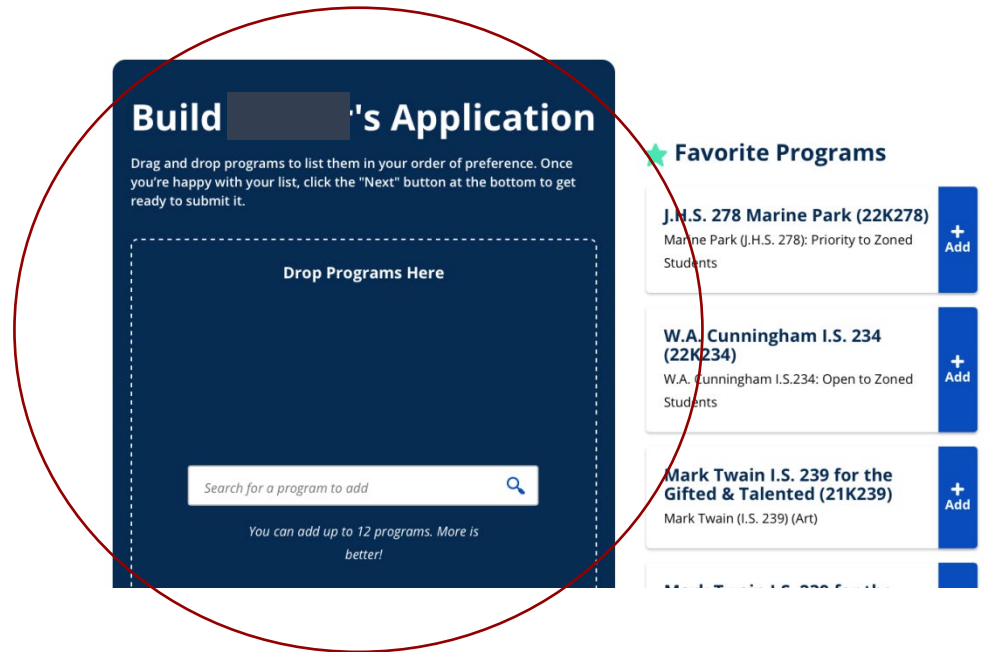 Build 's Application
Drag and drop programs to list them in your order of preference. Once
you're happy with your list, click the "Next" button at the bottom to get
ready to submit it.
Drop Programs Here
Search for a program to add
You can add up to 12 programs. More is
better!
Favorite Programs
J.H.S. 278 Marine Park (22K278)
Marine Park (J.H.S. 278): Priority to Zoned
Students
+
Add
W.A. Cunningham I.S. 234
(22K234)
W.A. Cunningham I.S.234: Open to Zoned
Students
+
Add
Mark Twain I.S. 239 for the
Gifted & Talented (21K239)
Mark Twain (I.S. 239) (Art)
+
Add